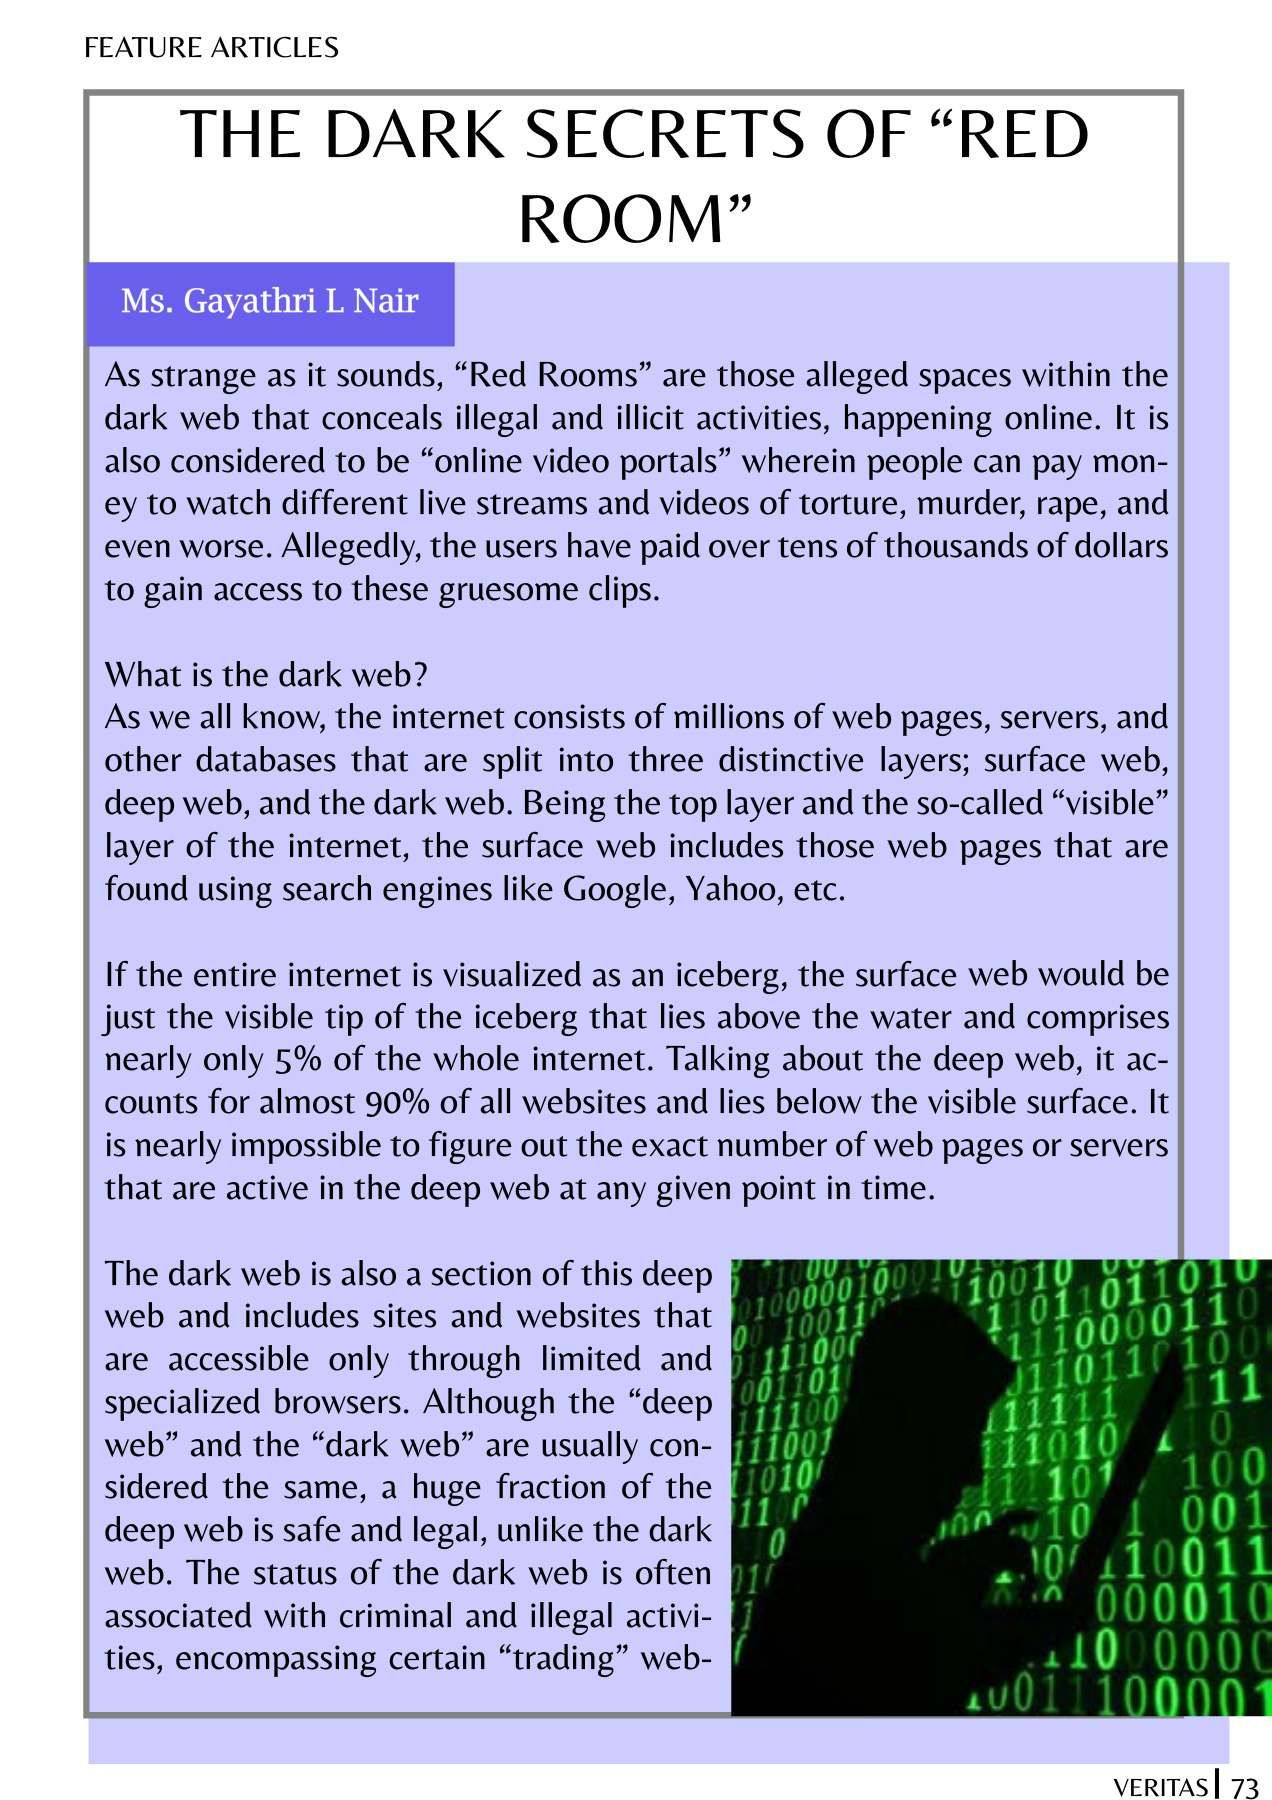 FEATURE ARTICLES
THE DARK SECRETS OF “RED
ROOM”
Ms. Gayathri L Nair
As strange as it sounds, “Red Rooms” are those alleged spaces within the
dark web that conceals illegal and illicit activities, happening online. It is
also considered to be “online video portals” wherein people can pay mon-
ey to watch different live streams and videos of torture, murder, rape, and
even worse. Allegedly, the users have paid over tens of thousands of dollars
to gain access to these gruesome clips.
What is the dark web?
As we all know, the internet consists of millions of web pages, servers, and
other databases that are split into three distinctive layers; surface web,
deep web, and the dark web. Being the top layer and the so-called “visible”
layer of the internet, the surface web includes those web pages that are
found using search engines like Google, Yahoo, etc.
If the entire internet is visualized as an iceberg, the surface web would be
just the visible tip of the iceberg that lies above the water and comprises
nearly only 5% of the whole internet. Talking about the deep web, it ac-
counts for almost 90% of all websites and lies below the visible surface. It
is nearly impossible to figure out the exact number of web pages or servers
that are active in the deep web at any given point in time.
The dark web is also a section of this deep
web and includes sites and websites that
are accessible only through limited and
specialized browsers. Although the “deep
web” and the “dark web” are usually con-
sidered the same, a huge fraction of the
deep web is safe and legal, unlike the dark
web. The status of the dark web is often
associated with criminal and illegal activi-
ties, encompassing certain “trading” web-
VERITAS 73